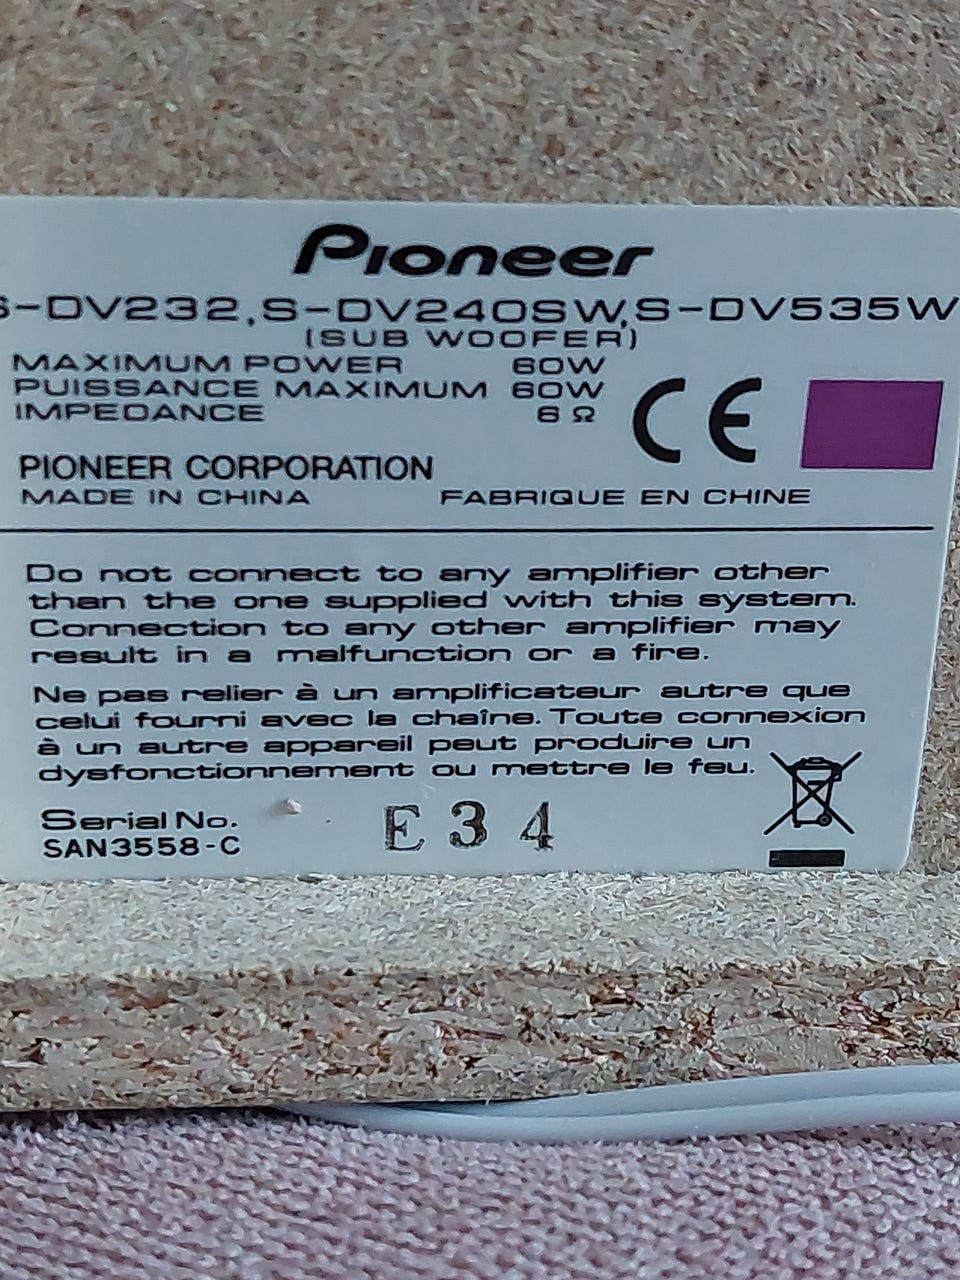 Pioneer
S-DV232,S-DV240SW,S-DV535W
(SUB WOOFER)
MAXIMUM POWER 60W
PUISSANCE MAXIMUM 60W
IMPEDANCE 6 Ω
CE
PIONEER CORPORATION
MADE IN CHINA FABRIQUE EN CHINE
Do not connect to any amplifier other
than the one supplied with this system.
Connection to any other amplifier may
result in a malfunction or a fire.
Ne pas relier à un amplificateur autre que
celui fourni avec la chaîne. Toute connexion
à un autre appareil peut produire un
dysfonctionnement ou mettre le feu.
Serial No.
SAN3558-C E34